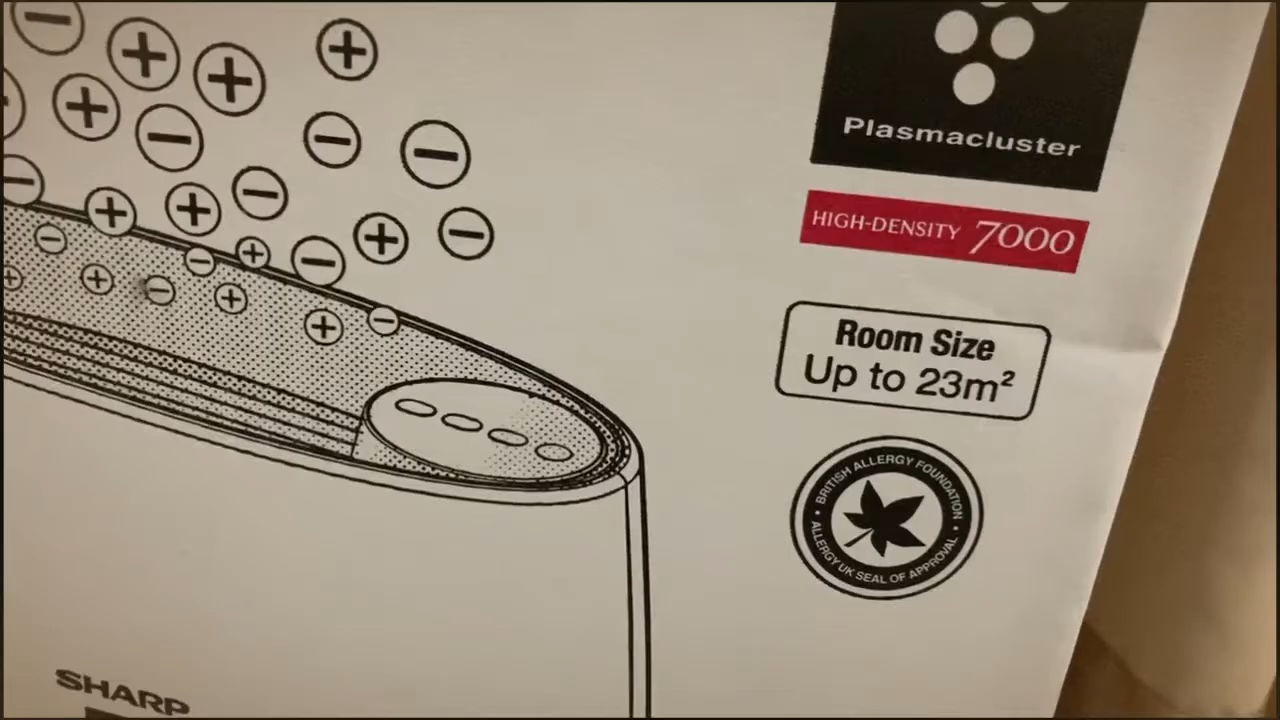 Plasmacluster
HIGH-DENSITY 7000
Room Size
Up to 23m²
BRITISH ALLERGY FOUNDATION
ALLERGY UK SEAL OF APPROVAL
SHARP